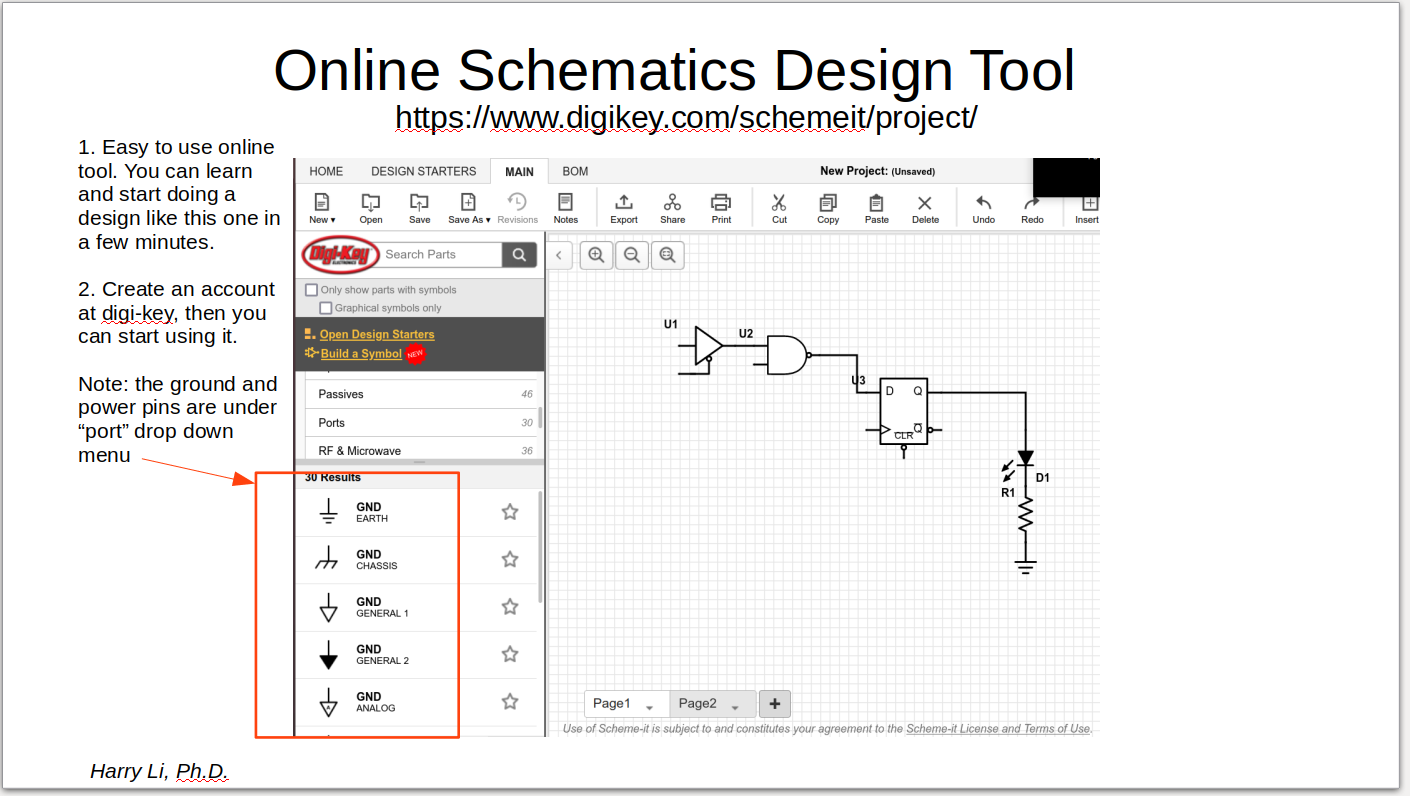 Online Schematics Design Tool
https://www.digikey.com/schemeit/project/
1. Easy to use online
tool. You can learn
and start doing a
design like this one in
a few minutes.
2. Create an account
at digi-key, then you
can start using it.
Note: the ground and
power pins are under
“port” drop down
menu
HOME DESIGN STARTERS MAIN BOM New Project: (Unsaved)
New ▾ Open Save Save As ▾ Revisions Notes Export Share Print Cut Copy Paste Delete Undo Redo Insert
Digi-Key
ELECTRONICS
Search Parts
Only show parts with symbols
Graphical symbols only
Open Design Starters
Build a Symbol NEW
Passives 46
Ports 30
RF & Microwave 36
30 Results
GND
EARTH
GND
CHASSIS
GND
GENERAL 1
GND
GENERAL 2
GND
ANALOG
U1
U2
U3
D Q
CLR Q
D1
R1
Page1 Page2 +
Use of Scheme-it is subject to and constitutes your agreement to the Scheme-it License and Terms of Use.
Harry Li, Ph.D.